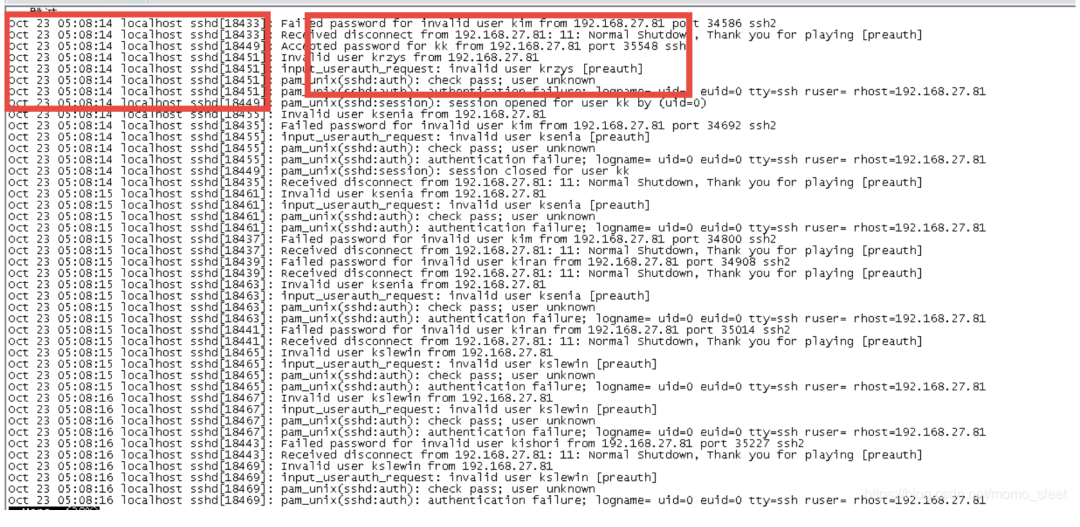 Oct 23 05:08:14 localhost sshd[18433]: Failed password for invalid user kim from 192.168.27.81 port 34586 ssh2
Oct 23 05:08:14 localhost sshd[18433]: Received disconnect from 192.168.27.81: 11: Normal Shutdown, Thank you for playing [preauth]
Oct 23 05:08:14 localhost sshd[18449]: Accepted password for kk from 192.168.27.81 port 35548 ssh
Oct 23 05:08:14 localhost sshd[18451]: Invalid user krzys from 192.168.27.81
Oct 23 05:08:14 localhost sshd[18451]: input_userauth_request: invalid user krzys [preauth]
Oct 23 05:08:14 localhost sshd[18451]: pam_unix(sshd:auth): check pass; user unknown
Oct 23 05:08:14 localhost sshd[18451]: pam_unix(sshd:auth): authentication failure; logname= uid=0 euid=0 tty=ssh ruser= rhost=192.168.27.81
Oct 23 05:08:14 localhost sshd[18449]: pam_unix(sshd:session): session opened for user kk by (uid=0)
Oct 23 05:08:14 localhost sshd[18455]: Invalid user ksenia from 192.168.27.81
Oct 23 05:08:14 localhost sshd[18435]: Failed password for invalid user kim from 192.168.27.81 port 34692 ssh2
Oct 23 05:08:14 localhost sshd[18455]: input_userauth_request: invalid user ksenia [preauth]
Oct 23 05:08:14 localhost sshd[18455]: pam_unix(sshd:auth): check pass; user unknown
Oct 23 05:08:14 localhost sshd[18455]: pam_unix(sshd:auth): authentication failure; logname= uid=0 euid=0 tty=ssh ruser= rhost=192.168.27.81
Oct 23 05:08:14 localhost sshd[18449]: pam_unix(sshd:session): session closed for user kk
Oct 23 05:08:14 localhost sshd[18435]: Received disconnect from 192.168.27.81: 11: Normal Shutdown, Thank you for playing [preauth]
Oct 23 05:08:15 localhost sshd[18461]: Invalid user ksenia from 192.168.27.81
Oct 23 05:08:15 localhost sshd[18461]: input_userauth_request: invalid user ksenia [preauth]
Oct 23 05:08:15 localhost sshd[18461]: pam_unix(sshd:auth): check pass; user unknown
Oct 23 05:08:15 localhost sshd[18461]: pam_unix(sshd:auth): authentication failure; logname= uid=0 euid=0 tty=ssh ruser= rhost=192.168.27.81
Oct 23 05:08:15 localhost sshd[18437]: Failed password for invalid user kim from 192.168.27.81 port 34800 ssh2
Oct 23 05:08:15 localhost sshd[18437]: Received disconnect from 192.168.27.81: 11: Normal Shutdown, Thank you for playing [preauth]
Oct 23 05:08:15 localhost sshd[18439]: Failed password for invalid user kiran from 192.168.27.81 port 34908 ssh2
Oct 23 05:08:15 localhost sshd[18439]: Received disconnect from 192.168.27.81: 11: Normal Shutdown, Thank you for playing [preauth]
Oct 23 05:08:15 localhost sshd[18463]: Invalid user ksenia from 192.168.27.81
Oct 23 05:08:15 localhost sshd[18463]: input_userauth_request: invalid user ksenia [preauth]
Oct 23 05:08:15 localhost sshd[18463]: pam_unix(sshd:auth): check pass; user unknown
Oct 23 05:08:15 localhost sshd[18463]: pam_unix(sshd:auth): authentication failure; logname= uid=0 euid=0 tty=ssh ruser= rhost=192.168.27.81
Oct 23 05:08:15 localhost sshd[18441]: Failed password for invalid user kiran from 192.168.27.81 port 35014 ssh2
Oct 23 05:08:15 localhost sshd[18441]: Received disconnect from 192.168.27.81: 11: Normal Shutdown, Thank you for playing [preauth]
Oct 23 05:08:15 localhost sshd[18465]: Invalid user kslewin from 192.168.27.81
Oct 23 05:08:15 localhost sshd[18465]: input_userauth_request: invalid user kslewin [preauth]
Oct 23 05:08:15 localhost sshd[18465]: pam_unix(sshd:auth): check pass; user unknown
Oct 23 05:08:15 localhost sshd[18465]: pam_unix(sshd:auth): authentication failure; logname= uid=0 euid=0 tty=ssh ruser= rhost=192.168.27.81
Oct 23 05:08:16 localhost sshd[18467]: Invalid user kslewin from 192.168.27.81
Oct 23 05:08:16 localhost sshd[18467]: input_userauth_request: invalid user kslewin [preauth]
Oct 23 05:08:16 localhost sshd[18467]: pam_unix(sshd:auth): check pass; user unknown
Oct 23 05:08:16 localhost sshd[18467]: pam_unix(sshd:auth): authentication failure; logname= uid=0 euid=0 tty=ssh ruser= rhost=192.168.27.81
Oct 23 05:08:16 localhost sshd[18443]: Failed password for invalid user kishori from 192.168.27.81 port 35227 ssh2
Oct 23 05:08:16 localhost sshd[18443]: Received disconnect from 192.168.27.81: 11: Normal Shutdown, Thank you for playing [preauth]
Oct 23 05:08:16 localhost sshd[18469]: Invalid user kslewin from 192.168.27.81
Oct 23 05:08:16 localhost sshd[18469]: input_userauth_request: invalid user kslewin [preauth]
Oct 23 05:08:16 localhost sshd[18469]: pam_unix(sshd:auth): check pass; user unknown
Oct 23 05:08:16 localhost sshd[18469]: pam_unix(sshd:auth): authentication failure; logname= uid=0 euid=0 tty=ssh ruser= rhost=192.168.27.81
https://blog.csdn.net/momo_sleet